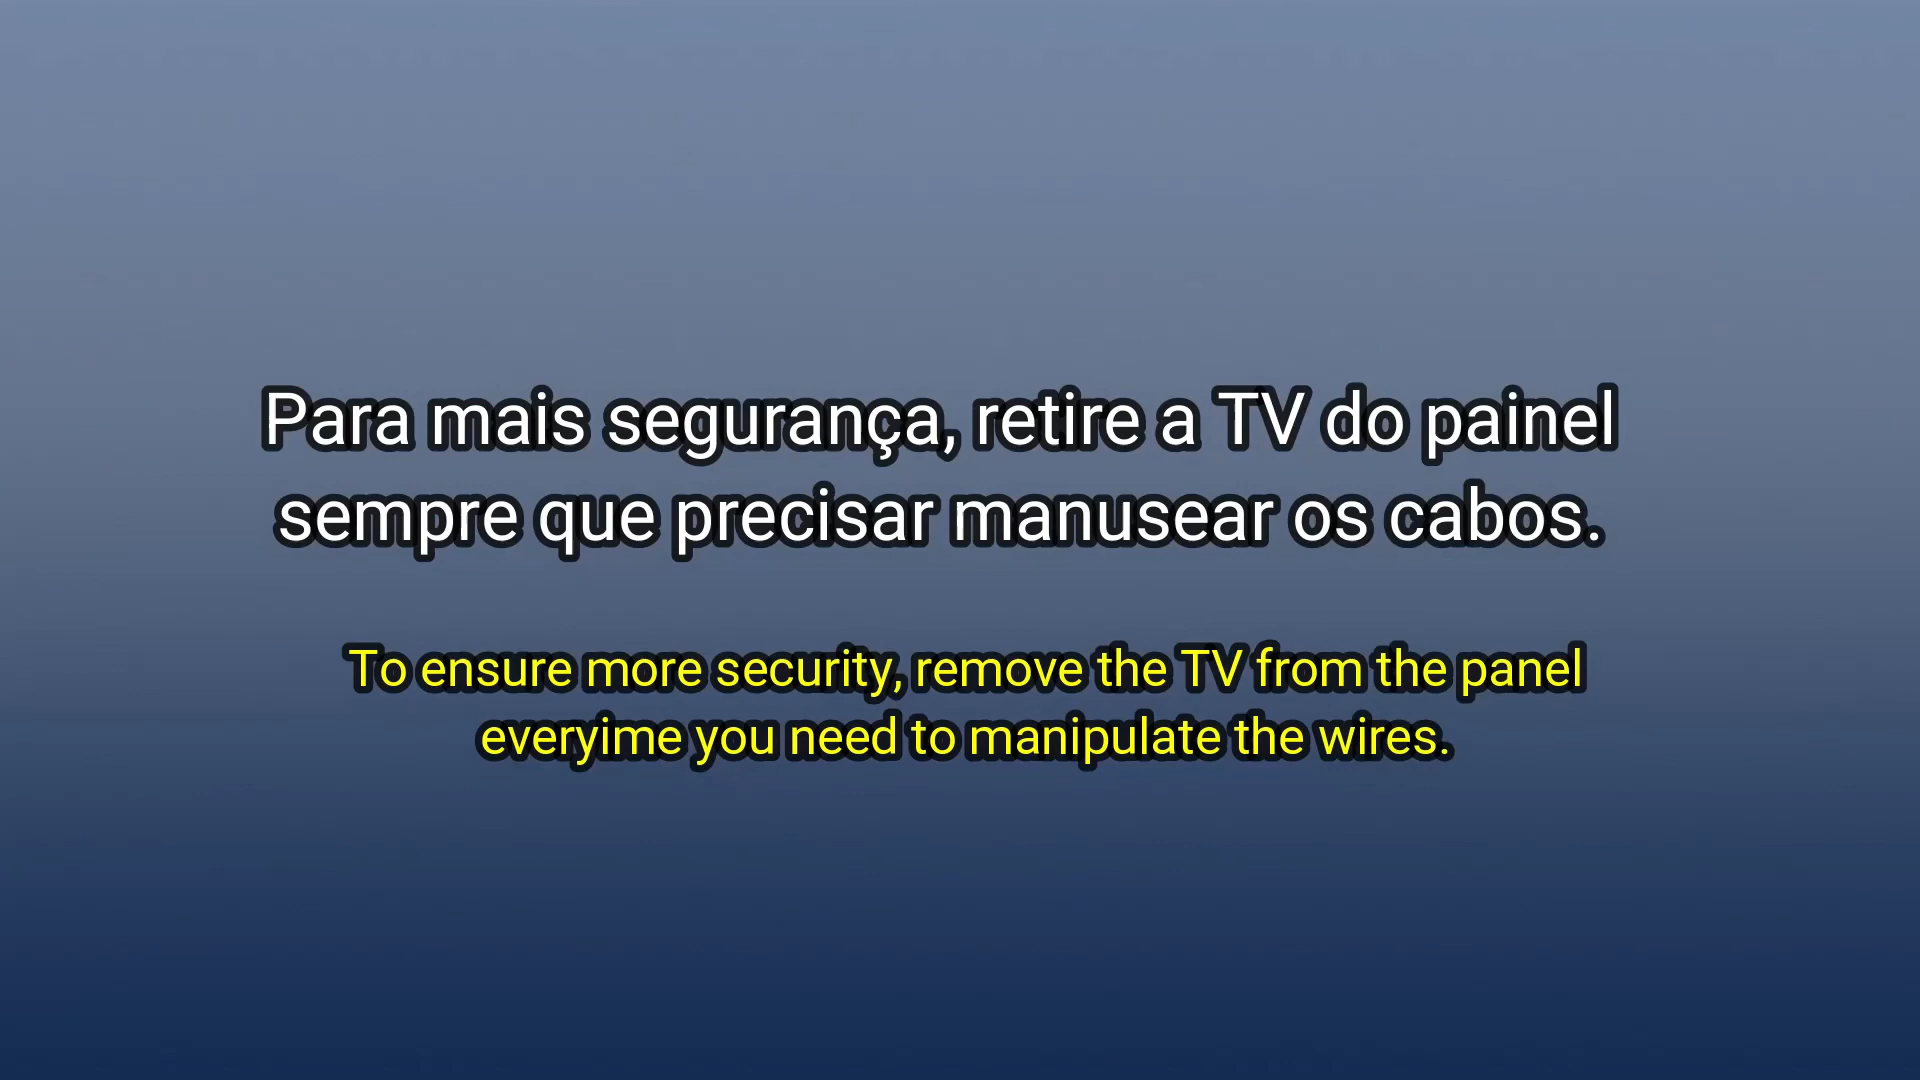 Para mais segurança, retire a TV do painel
sempre que precisar manusear os cabos.
To ensure more security, remove the TV from the panel
everyime you need to manipulate the wires.